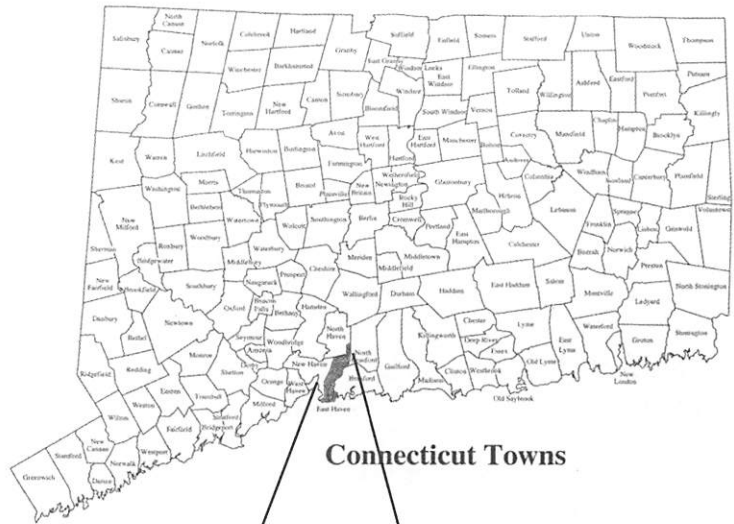 North Canaan
Salisbury
Canaan
Norfolk
Colebrook
Hartland
Granby
Suffield
Enfield
Somers
Stafford
Union
Woodstock
Thompson
East Granby
Windsor Locks
Winchester
Barkhamsted
East Windsor
Ellington
Putnam
Simsbury
Windsor
Tolland
Willington
Ashford
Eastford
Pomfret
Sharon
Cornwall
Goshen
Torrington
New Hartford
Canton
Bloomfield
South Windsor
Vernon
Killingly
Chaplin
Hampton
Brooklyn
Avon
West Hartford
East Hartford
Manchester
Bolton
Coventry
Mansfield
Kent
Warren
Litchfield
Harwinton
Burlington
Farmington
Hartford
Andover
Wethersfield
Newington
Glastonbury
Columbia
Windham
Scotland
Canterbury
Plainfield
Sterling
Washington
Morris
Bethlehem
Thomaston
Plymouth
Bristol
Plainville
New Britain
Rocky Hill
Hebron
Marlborough
Lebanon
Voluntown
New Milford
Watertown
Wolcott
Southington
Berlin
Cromwell
Portland
East Hampton
Colchester
Franklin
Sprague
Lisbon
Griswold
Sherman
Roxbury
Bridgewater
Woodbury
Waterbury
Middlebury
Cheshire
Meriden
Middletown
Middlefield
Bozrah
Norwich
Preston
New Fairfield
Brookfield
Southbury
Naugatuck
Prospect
Wallingford
Durham
Haddam
East Haddam
Salem
Montville
Ledyard
North Stonington
Danbury
Bethel
Newtown
Oxford
Beacon Falls
Bethany
Hamden
North Haven
Chester
Lyme
Deep River
Essex
Killingworth
Waterford
Groton
Stonington
Seymour
Woodbridge
Ansonia
Derby
New Haven
North Branford
Guilford
Madison
Clinton
Westbrook
Old Lyme
East Lyme
New London
Old Saybrook
Ridgefield
Redding
Monroe
Shelton
Orange
West Haven
Branford
East Haven
Milford
Easton
Trumbull
Stratford
Bridgeport
Fairfield
Wilton
Weston
Westport
New Canaan
Norwalk
Darien
Stamford
Greenwich
Connecticut Towns